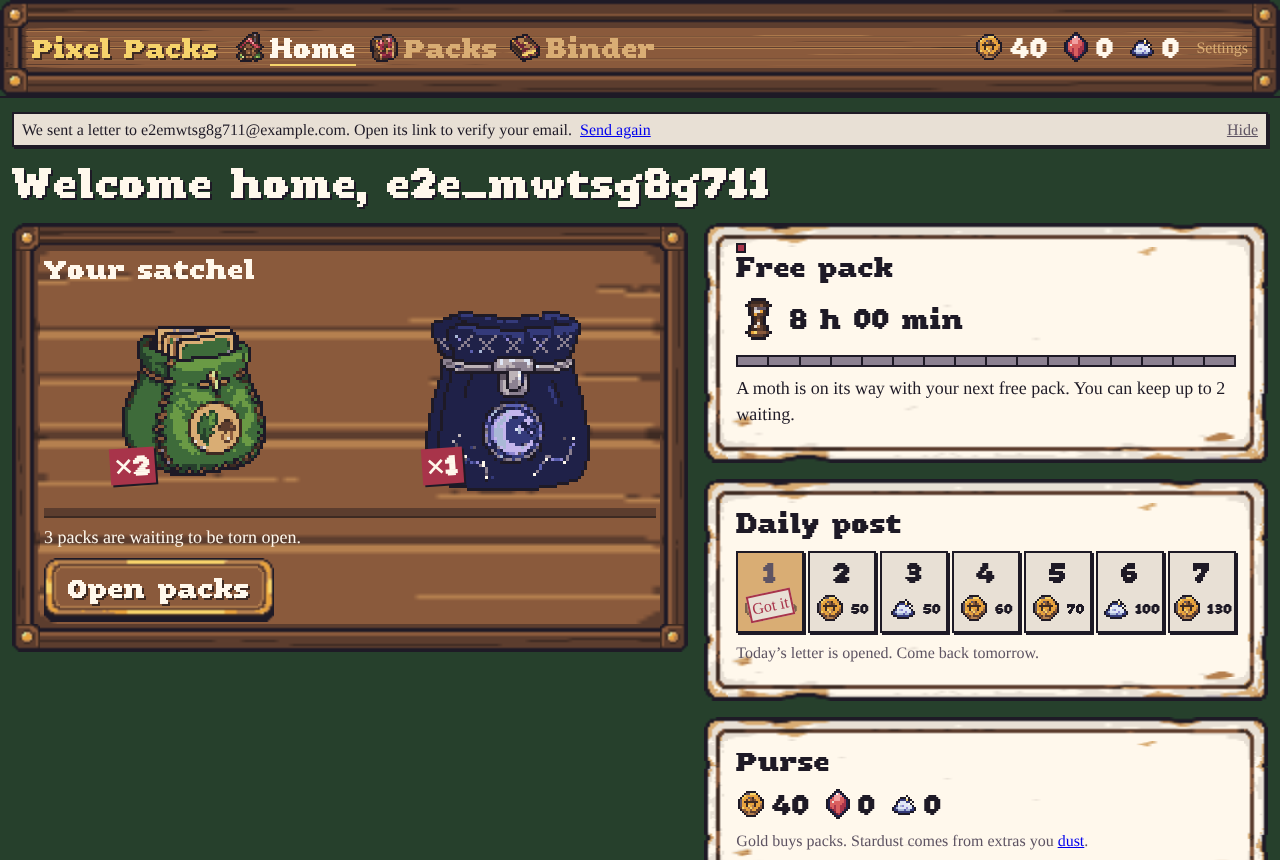 Pixel Packs Home Packs Binder 40 0 0 Settings
We sent a letter to e2emwtsg8g711@example.com. Open its link to verify your email. Send again Hide
Welcome home, e2e_mwtsg8g711
Your satchel
×2
×1
3 packs are waiting to be torn open.
Open packs
Free pack
8 h 00 min
A moth is on its way with your next free pack. You can keep up to 2
waiting.
Daily post
1 2 3 4 5 6 7
Got it 50 50 60 70 100 130
Today’s letter is opened. Come back tomorrow.
Purse
40 0 0
Gold buys packs. Stardust comes from extras you dust.